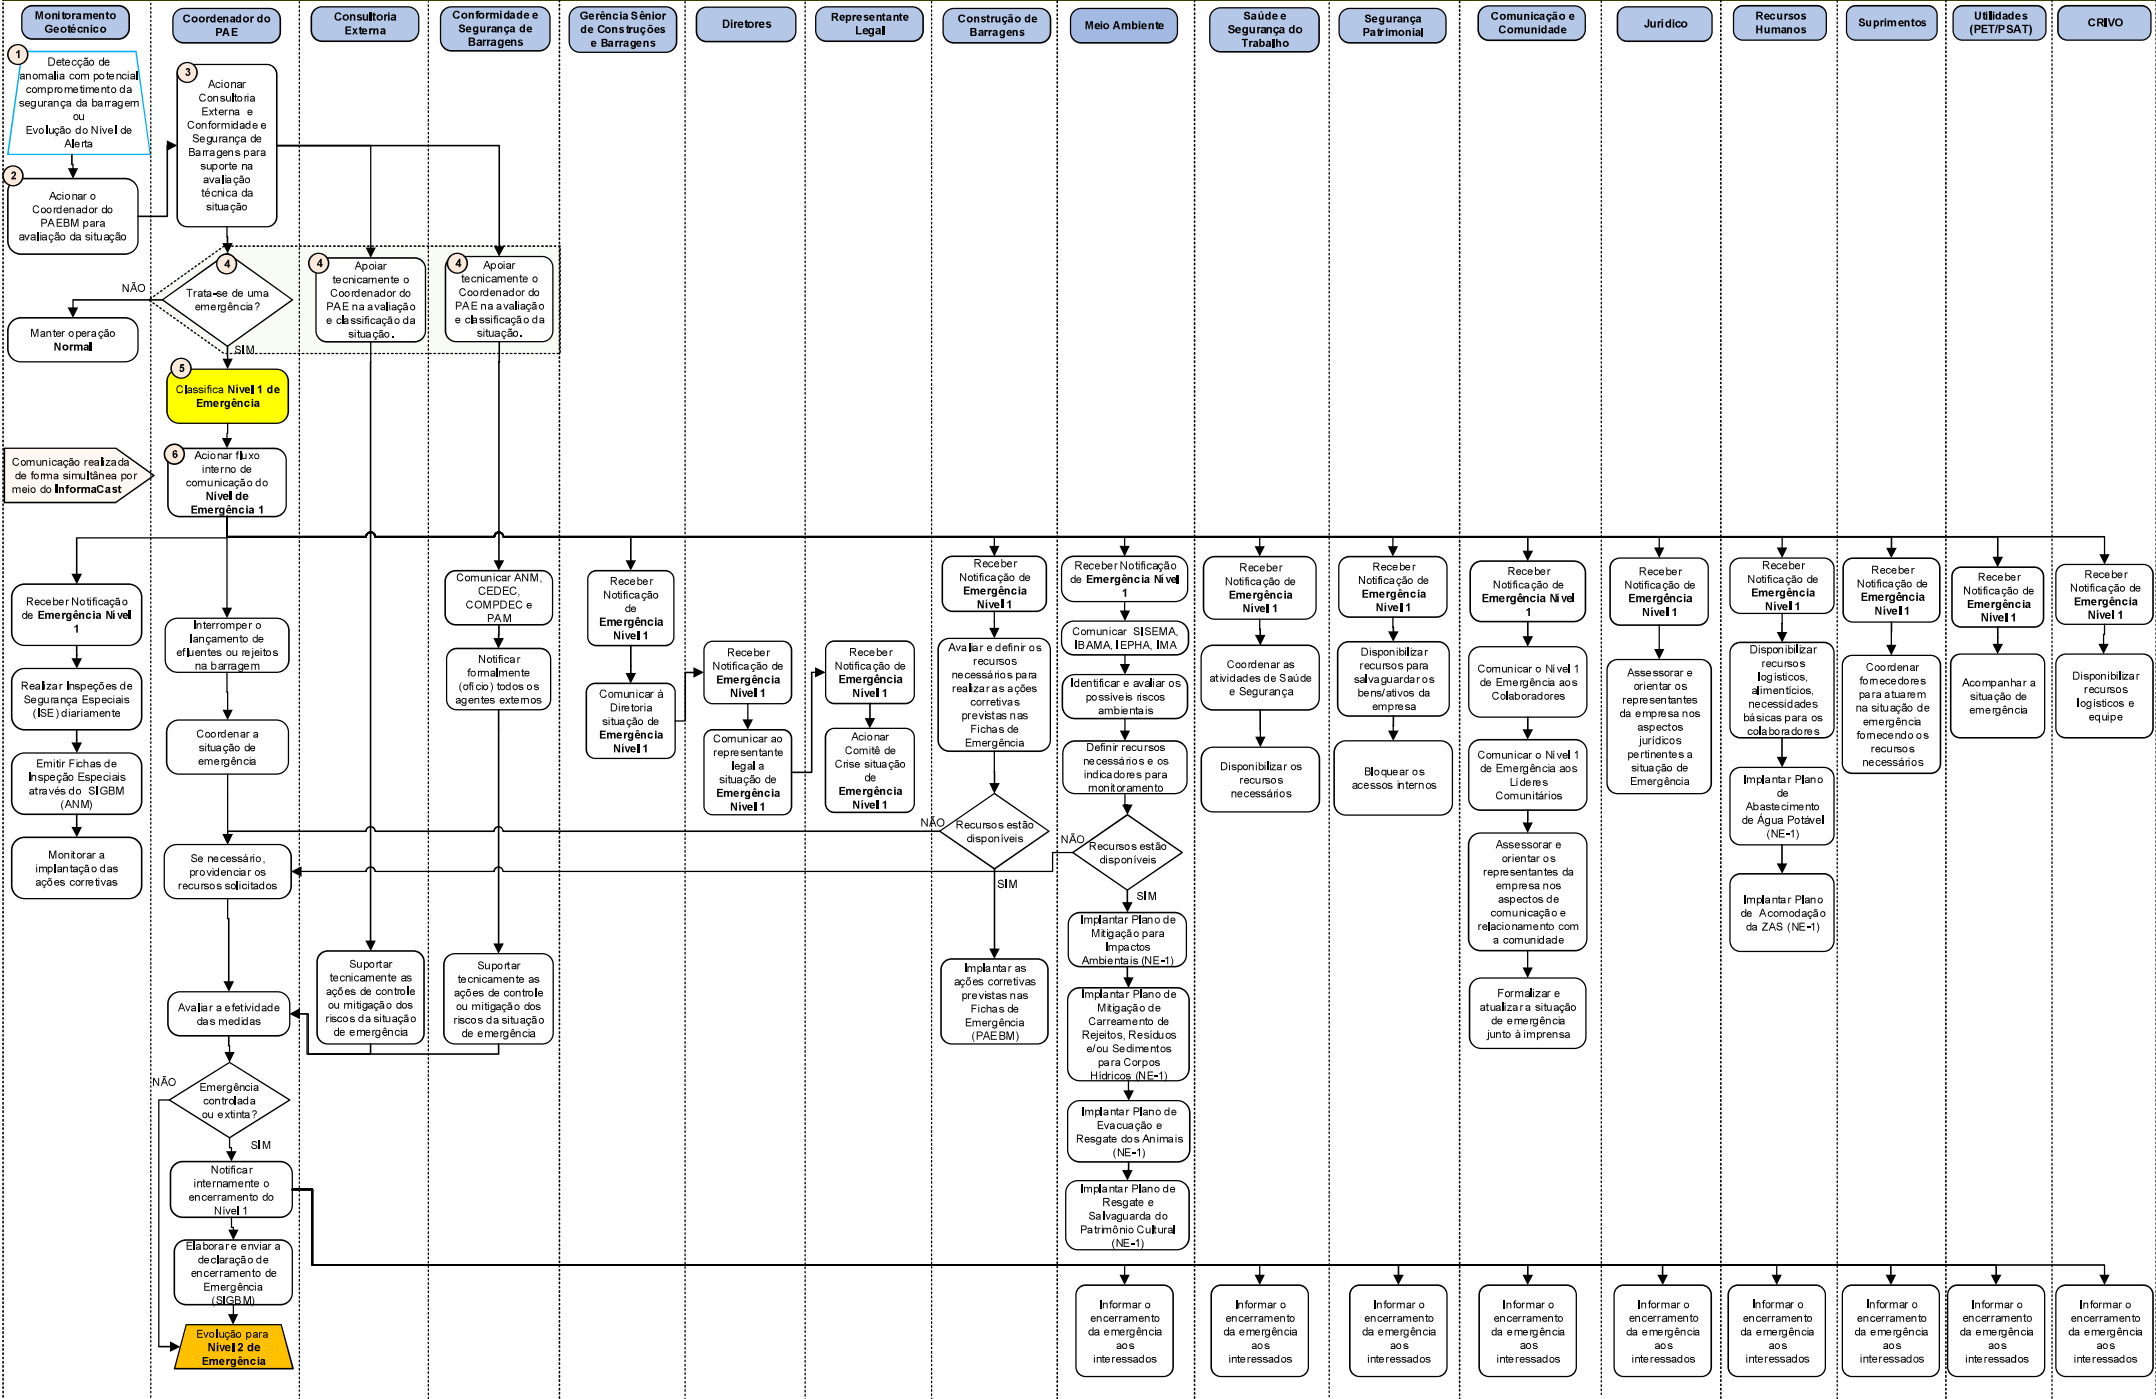 Monitoramento
Geotécnico
Coordenador do
PAE
Consultoria
Externa
Conformidade e
Segurança de
Barragens
Gerência Sênior
de Construções
e Barragens
Diretores
Representante
Legal
Construção de
Barragens
Meio Ambiente
Saúde e
Segurança do
Trabalho
Segurança
Patrimonial
Comunicação e
Comunidade
Jurídico
Recursos
Humanos
Suprimentos
Utilidades
(PET/PSAT)
CRIVO
1
Detecção de
anomalia com potencial
comprometimento da
segurança da barragem
ou
Evolução do Nível de
Alerta
2
Acionar o
Coordenador do
PAEBM para
avaliação da situação
3
Acionar
Consultoria
Externa e
Conformidade e
Segurança de
Barragens para
suporte na
avaliação
técnica da
situação
4
Trata-se de uma
emergência?
NÃO
SIM
Manter operação
Normal
4
Apoiar
tecnicamente o
Coordenador do
PAE na avaliação
e classificação da
situação.
4
Apoiar
tecnicamente o
Coordenador do
PAE na avaliação
e classificação da
situação.
5
Classifica Nível 1 de
Emergência
Comunicação realizada
de forma simultânea por
meio do InformaCast
6
Acionar fluxo
interno de
comunicação do
Nível de
Emergência 1
Receber Notificação
de Emergência Nível
1
Realizar Inspeções de
Segurança Especiais
(ISE) diariamente
Emitir Fichas de
Inspeção Especiais
através do SIGBM
(ANM)
Monitorar a
implantação das
ações corretivas
Interromper o
lançamento de
efluentes ou rejeitos
na barragem
Coordenar a
situação de
emergência
Se necessário,
providenciar os
recursos solicitados
Avaliar a efetividade
das medidas
Emergência
controlada
ou extinta?
NÃO
SIM
Notificar
internamente o
encerramento do
Nível 1
Elaborar e enviar a
declaração de
encerramento de
Emergência
(SIGBM)
Evolução para
Nível 2 de
Emergência
Suportar
tecnicamente as
ações de controle
ou mitigação dos
riscos da situação
de emergência
Comunicar ANM,
CEDEC,
COMPDEC e
PAM
Notificar
formalmente
(ofício) todos os
agentes externos
Suportar
tecnicamente as
ações de controle
ou mitigação dos
riscos da situação
de emergência
Receber
Notificação
de
Emergência
Nível 1
Comunicar à
Diretoria
situação de
Emergência
Nível 1
Receber
Notificação de
Emergência
Nível 1
Comunicar ao
representante
legal a
situação de
Emergência
Nível 1
Receber
Notificação de
Emergência
Nível 1
Acionar
Comitê de
Crise situação
de
Emergência
Nível 1
Receber
Notificação de
Emergência
Nível 1
Avaliar e definir os
recursos
necessários para
realizar as ações
corretivas
previstas nas
Fichas de
Emergência
Recursos estão
disponíveis
NÃO
SIM
Implantar as
ações corretivas
previstas nas
Fichas de
Emergência
(PAEBM)
Receber Notificação
de Emergência Nível
1
Comunicar SISEMA,
IBAMA, IEPHA, IMA
Identificar e avaliar os
possíveis riscos
ambientais
Definir recursos
necessários e os
indicadores para
monitoramento
Recursos estão
disponíveis
NÃO
SIM
Implantar Plano de
Mitigação para
Impactos
Ambientais (NE-1)
Implantar Plano de
Mitigação de
Carreamento de
Rejeitos, Resíduos
e/ou Sedimentos
para Corpos
Hídricos (NE-1)
Implantar Plano de
Evacuação e
Resgate dos Animais
(NE-1)
Implantar Plano de
Resgate e
Salvaguarda do
Patrimônio Cultural
(NE-1)
Informar o
encerramento
da emergência
aos
interessados
Receber
Notificação de
Emergência
Nível 1
Coordenar as
atividades de Saúde
e Segurança
Disponibilizar os
recursos
necessários
Informar o
encerramento
da emergência
aos
interessados
Receber
Notificação de
Emergência
Nível 1
Disponibilizar
recursos para
salvaguardar os
bens/ativos da
empresa
Bloquear os
acessos internos
Informar o
encerramento
da emergência
aos
interessados
Receber
Notificação de
Emergência Nível
1
Comunicar o Nível 1
de Emergência aos
Colaboradores
Comunicar o Nível 1
de Emergência aos
Líderes
Comunitários
Assessorar e
orientar os
representantes da
empresa nos
aspectos de
comunicação e
relacionamento com
a comunidade
Formalizar e
atualizar a situação
de emergência
junto à imprensa
Informar o
encerramento
da emergência
aos
interessados
Receber
Notificação de
Emergência
Nível 1
Assessorar e
orientar os
representantes
da empresa nos
aspectos
jurídicos
pertinentes a
situação de
Emergência
Informar o
encerramento
da emergência
aos
interessados
Receber
Notificação de
Emergência
Nível 1
Disponibilizar
recursos
logísticos,
alimentícios,
necessidades
básicas para os
colaboradores
Implantar Plano
de
Abastecimento
de Água Potável
(NE-1)
Implantar Plano
de Acomodação
da ZAS (NE-1)
Informar o
encerramento
da emergência
aos
interessados
Receber
Notificação de
Emergência
Nível 1
Coordenar
fornecedores
para atuarem
na situação de
emergência
fornecendo os
recursos
necessários
Informar o
encerramento
da emergência
aos
interessados
Receber
Notificação de
Emergência
Nível 1
Acompanhar a
situação de
emergência
Informar o
encerramento
da emergência
aos
interessados
Receber
Notificação de
Emergência
Nível 1
Disponibilizar
recursos
logísticos e
equipe
Informar o
encerramento
da emergência
aos
interessados